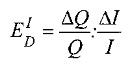 E_D^I = ΔQ/Q : ΔI/I